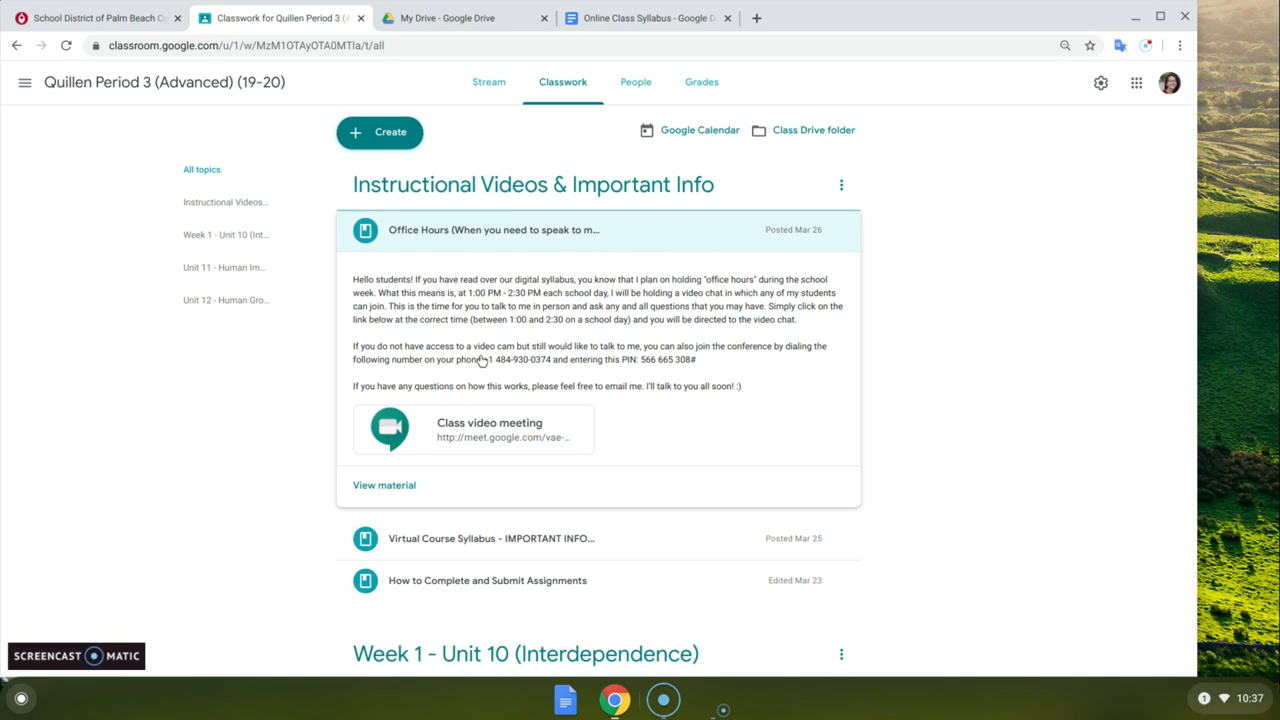 School District of Palm Beach C
Classwork for Quillen Period 3 (A
My Drive - Google Drive
Online Class Syllabus - Google D
classroom.google.com/u/1/w/MzM1OTAyOTA0MTla/t/all
Quillen Period 3 (Advanced) (19-20)
Stream
Classwork
People
Grades
Create
Google Calendar
Class Drive folder
All topics
Instructional Videos...
Week 1 - Unit 10 (Int...
Unit 11 - Human Im...
Unit 12 - Human Gro...
Instructional Videos & Important Info
Office Hours (When you need to speak to m...
Posted Mar 26
Hello students! If you have read over our digital syllabus, you know that I plan on holding "office hours" during the school
week. What this means is, at 1:00 PM - 2:30 PM each school day, I will be holding a video chat in which any of my students
can join. This is the time for you to talk to me in person and ask any and all questions that you may have. Simply click on the
link below at the correct time (between 1:00 and 2:30 on a school day) and you will be directed to the video chat.
If you do not have access to a video cam but still would like to talk to me, you can also join the conference by dialing the
following number on your phone 1 484-930-0374 and entering this PIN: 566 665 308#
If you have any questions on how this works, please feel free to email me. I'll talk to you all soon! :)
Class video meeting
http://meet.google.com/vae-...
View material
Virtual Course Syllabus - IMPORTANT INFO...
Posted Mar 25
How to Complete and Submit Assignments
Edited Mar 23
Week 1 - Unit 10 (Interdependence)
SCREENCAST MATIC
1
10:37